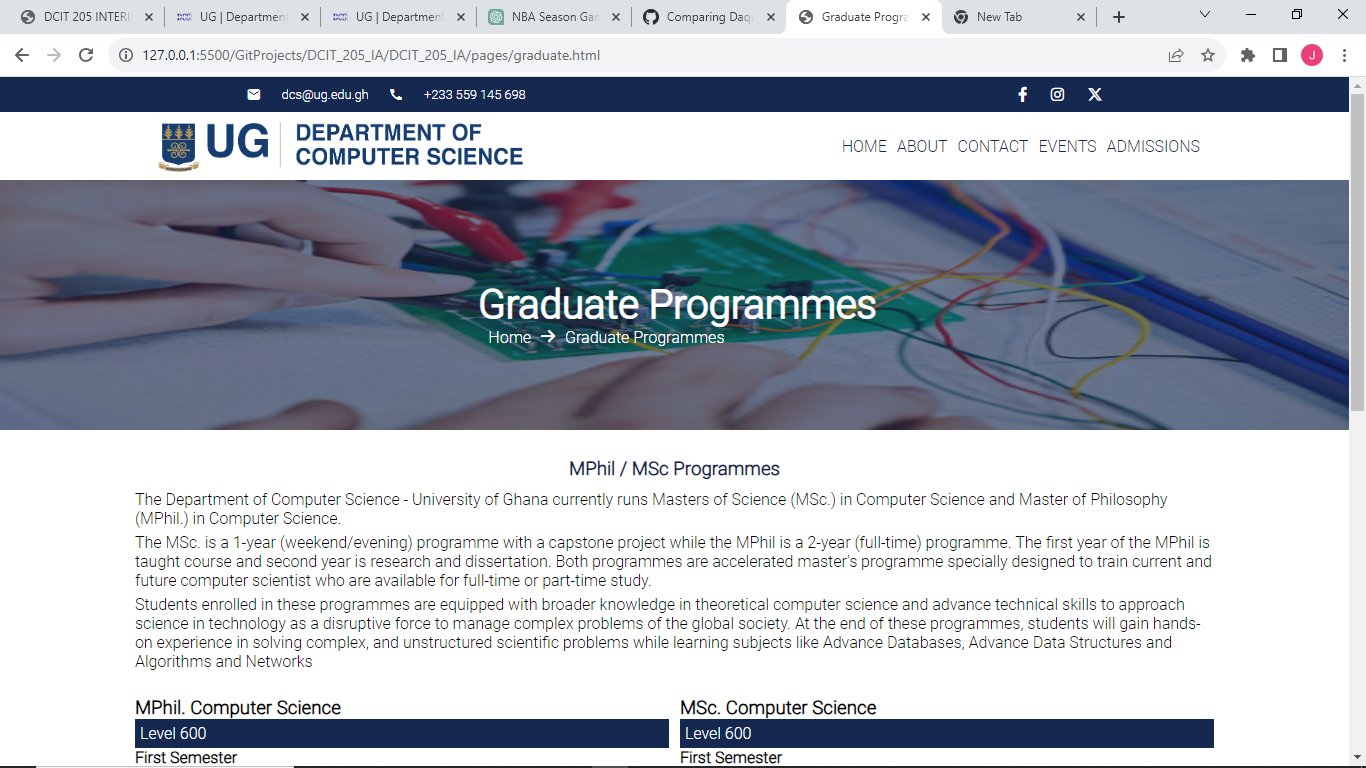 DCIT 205 INTERI
UG | Department
UG | Department
NBA Season Gar
Comparing Daqu
Graduate Progra
New Tab
127.0.0.1:5500/GitProjects/DCIT_205_IA/DCIT_205_IA/pages/graduate.html
J
dcs@ug.edu.gh +233 559 145 698
UG DEPARTMENT OF
COMPUTER SCIENCE
HOME ABOUT CONTACT EVENTS ADMISSIONS
Graduate Programmes
Home → Graduate Programmes
MPhil / MSc Programmes
The Department of Computer Science - University of Ghana currently runs Masters of Science (MSc.) in Computer Science and Master of Philosophy
(MPhil.) in Computer Science.
The MSc. is a 1-year (weekend/evening) programme with a capstone project while the MPhil is a 2-year (full-time) programme. The first year of the MPhil is
taught course and second year is research and dissertation. Both programmes are accelerated master's programme specially designed to train current and
future computer scientist who are available for full-time or part-time study.
Students enrolled in these programmes are equipped with broader knowledge in theoretical computer science and advance technical skills to approach
science in technology as a disruptive force to manage complex problems of the global society. At the end of these programmes, students will gain hands-
on experience in solving complex, and unstructured scientific problems while learning subjects like Advance Databases, Advance Data Structures and
Algorithms and Networks
MPhil. Computer Science
Level 600
First Semester
MSc. Computer Science
Level 600
First Semester